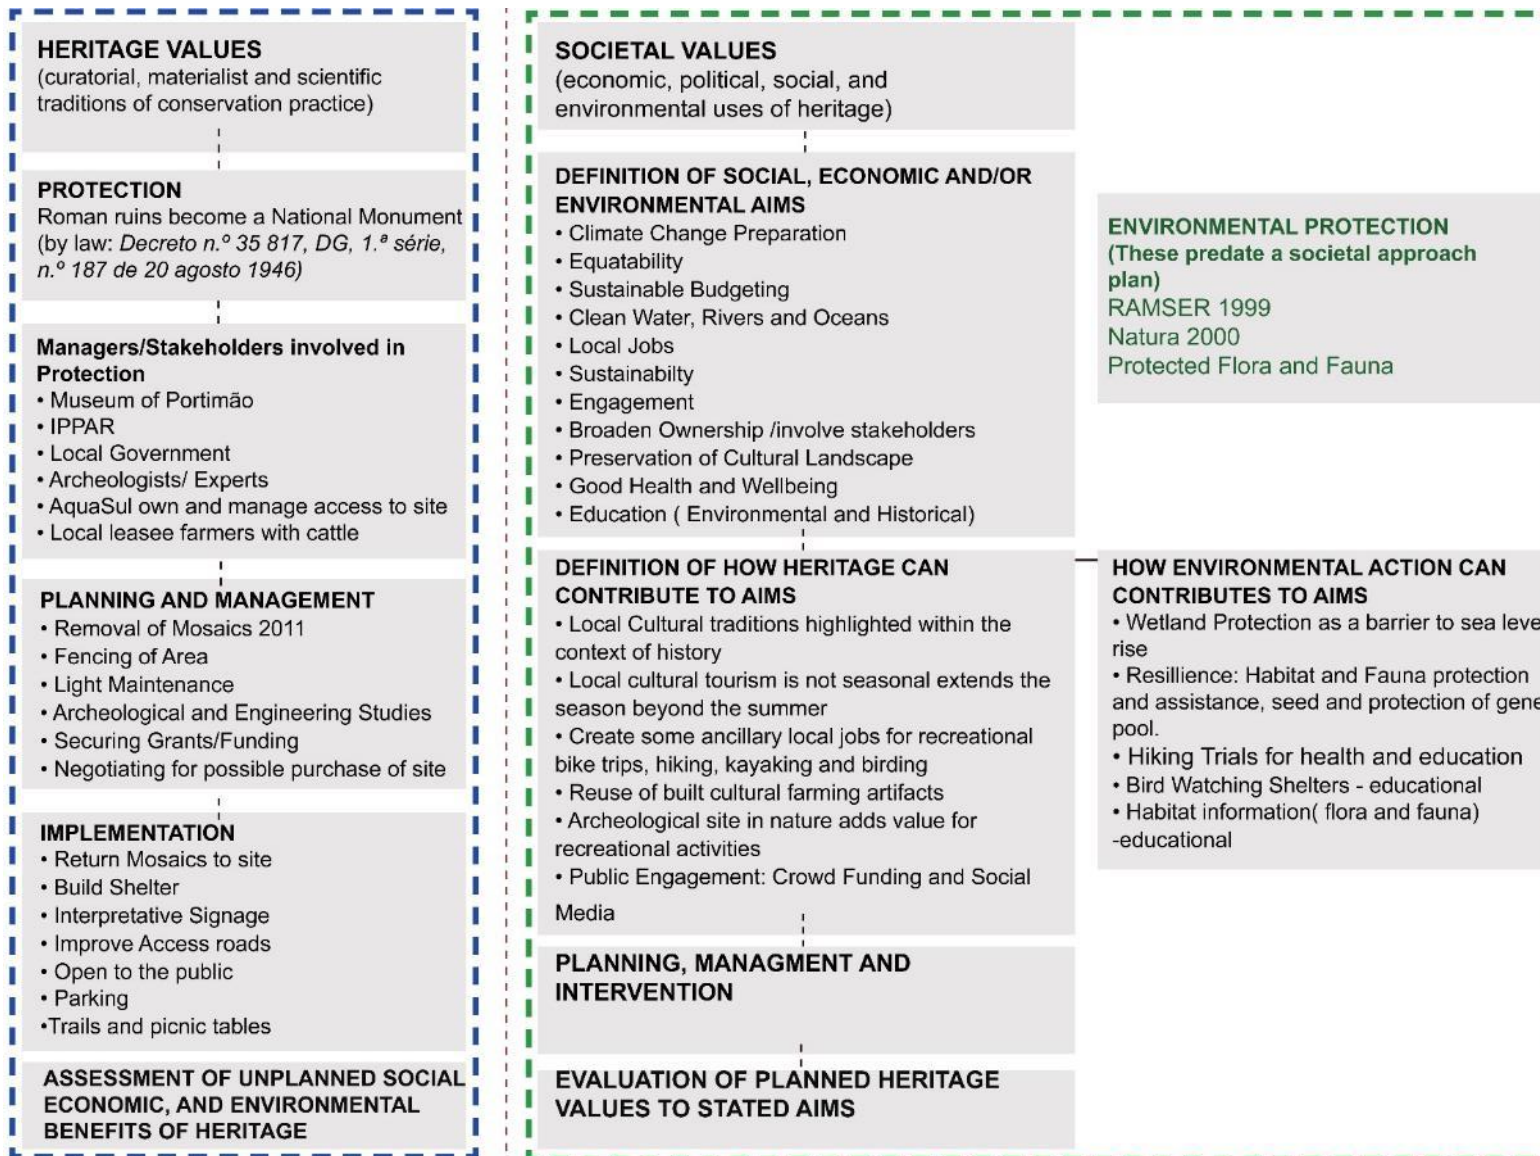 HERITAGE VALUES
(curatorial, materialist and scientific
traditions of conservation practice)
PROTECTION
Roman ruins become a National Monument
(by law: Decreto n.º 35 817, DG, 1.ª série,
n.º 187 de 20 agosto 1946)
Managers/Stakeholders involved in
Protection
• Museum of Portimão
• IPPAR
• Local Government
• Archeologists/ Experts
• AquaSul own and manage access to site
• Local leasee farmers with cattle
PLANNING AND MANAGEMENT
• Removal of Mosaics 2011
• Fencing of Area
• Light Maintenance
• Archeological and Engineering Studies
• Securing Grants/Funding
• Negotiating for possible purchase of site
IMPLEMENTATION
• Return Mosaics to site
• Build Shelter
• Interpretative Signage
• Improve Access roads
• Open to the public
• Parking
•Trails and picnic tables
ASSESSMENT OF UNPLANNED SOCIAL
ECONOMIC, AND ENVIRONMENTAL
BENEFITS OF HERITAGE
SOCIETAL VALUES
(economic, political, social, and
environmental uses of heritage)
DEFINITION OF SOCIAL, ECONOMIC AND/OR
ENVIRONMENTAL AIMS
• Climate Change Preparation
• Equatability
• Sustainable Budgeting
• Clean Water, Rivers and Oceans
• Local Jobs
• Sustainabilty
• Engagement
• Broaden Ownership /involve stakeholders
• Preservation of Cultural Landscape
• Good Health and Wellbeing
• Education ( Environmental and Historical)
DEFINITION OF HOW HERITAGE CAN
CONTRIBUTE TO AIMS
• Local Cultural traditions highlighted within the
context of history
• Local cultural tourism is not seasonal extends the
season beyond the summer
• Create some ancillary local jobs for recreational
bike trips, hiking, kayaking and birding
• Reuse of built cultural farming artifacts
• Archeological site in nature adds value for
recreational activities
• Public Engagement: Crowd Funding and Social
Media
PLANNING, MANAGMENT AND
INTERVENTION
EVALUATION OF PLANNED HERITAGE
VALUES TO STATED AIMS
ENVIRONMENTAL PROTECTION
(These predate a societal approach
plan)
RAMSER 1999
Natura 2000
Protected Flora and Fauna
HOW ENVIRONMENTAL ACTION CAN
CONTRIBUTES TO AIMS
• Wetland Protection as a barrier to sea leve
rise
• Resillience: Habitat and Fauna protection
and assistance, seed and protection of gene
pool.
• Hiking Trials for health and education
• Bird Watching Shelters - educational
• Habitat information( flora and fauna)
-educational